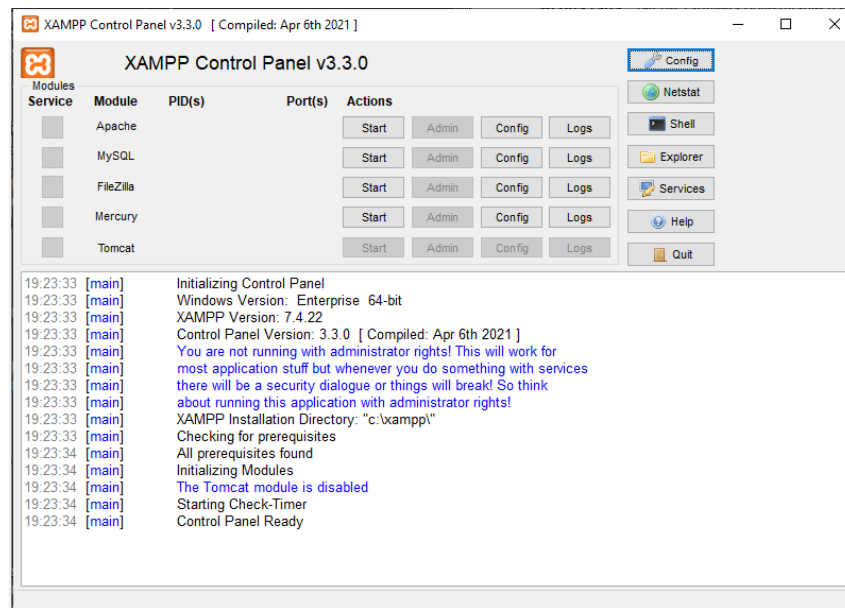 XAMPP Control Panel v3.3.0 [ Compiled: Apr 6th 2021 ]
XAMPP Control Panel v3.3.0
Config
Modules
Service Module PID(s) Port(s) Actions
Netstat
Apache Start Admin Config Logs
Shell
MySQL Start Admin Config Logs
Explorer
FileZilla Start Admin Config Logs
Services
Mercury Start Admin Config Logs
Help
Tomcat Start Admin Config Logs
Quit
19:23:33 [main] Initializing Control Panel
19:23:33 [main] Windows Version: Enterprise 64-bit
19:23:33 [main] XAMPP Version: 7.4.22
19:23:33 [main] Control Panel Version: 3.3.0 [ Compiled: Apr 6th 2021 ]
19:23:33 [main] You are not running with administrator rights! This will work for
19:23:33 [main] most application stuff but whenever you do something with services
19:23:33 [main] there will be a security dialogue or things will break! So think
19:23:33 [main] about running this application with administrator rights!
19:23:33 [main] XAMPP Installation Directory: "c:\xampp\"
19:23:33 [main] Checking for prerequisites
19:23:34 [main] All prerequisites found
19:23:34 [main] Initializing Modules
19:23:34 [main] The Tomcat module is disabled
19:23:34 [main] Starting Check-Timer
19:23:34 [main] Control Panel Ready